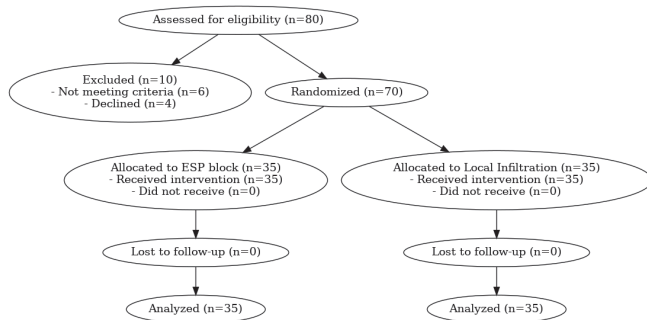 Assessed for eligibility (n=80)
Excluded (n=10)
- Not meeting criteria (n=6)
- Declined (n=4)
Randomized (n=70)
Allocated to ESP block (n=35)
- Received intervention (n=35)
- Did not receive (n=0)
Allocated to Local Infiltration (n=35)
- Received intervention (n=35)
- Did not receive (n=0)
Lost to follow-up (n=0)
Lost to follow-up (n=0)
Analyzed (n=35)
Analyzed (n=35)